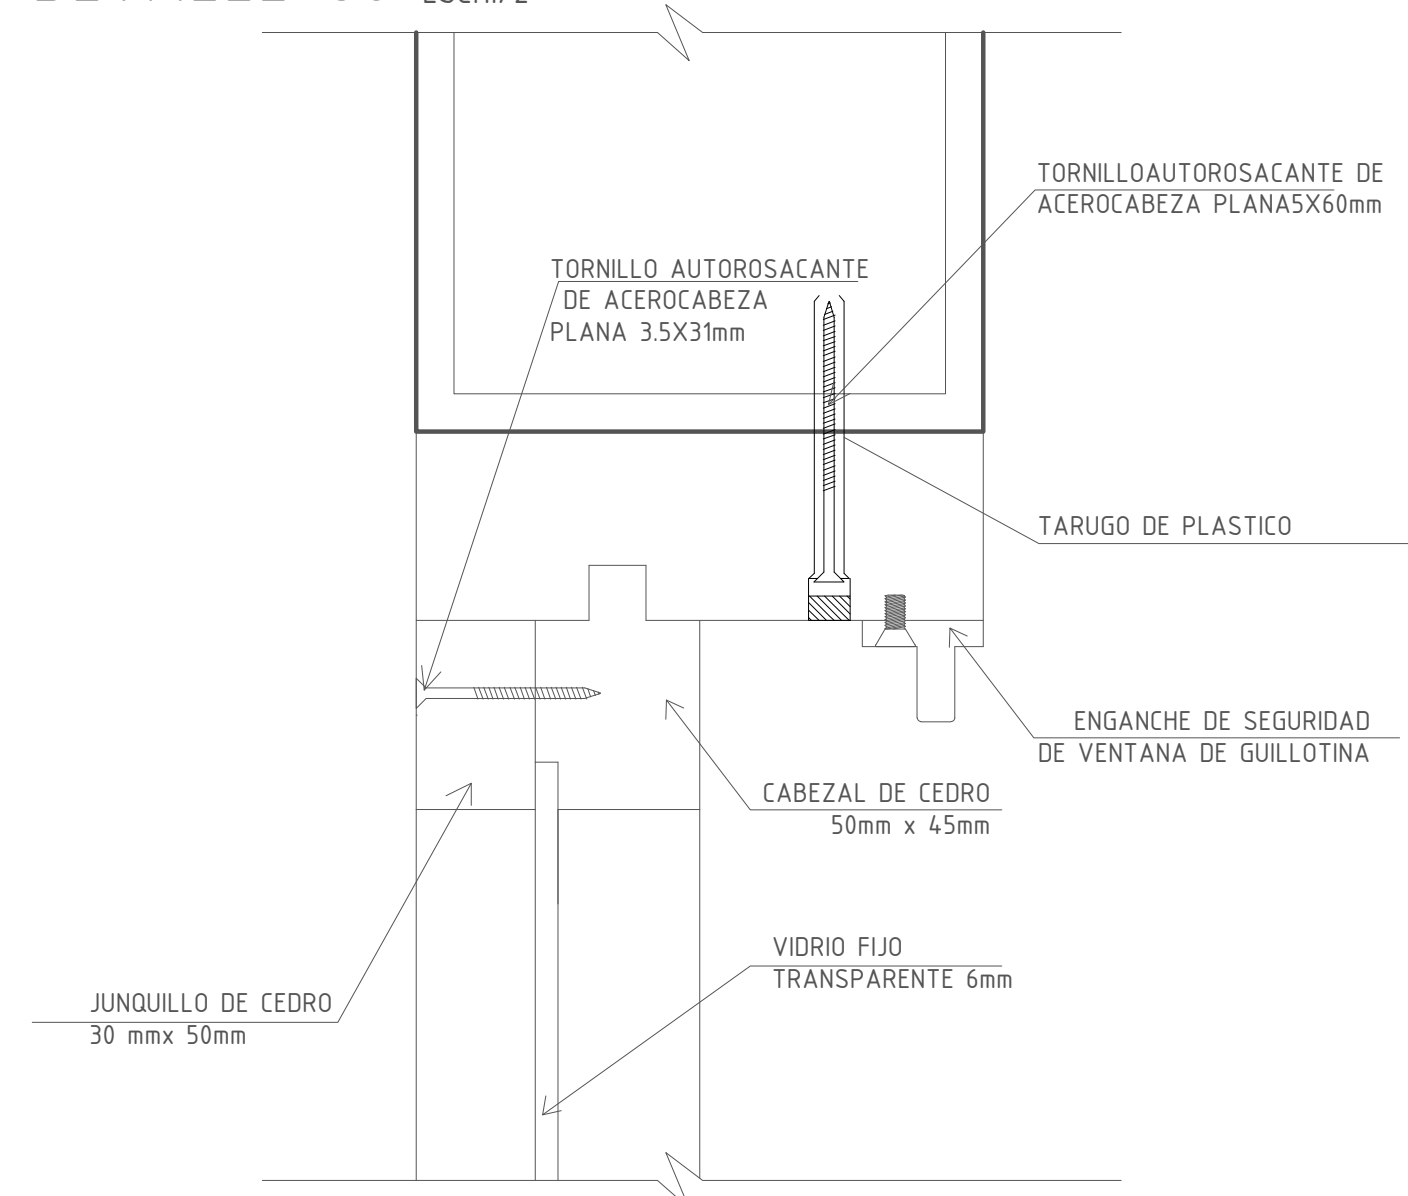 TORNILLOAUTOROSACANTE DE
ACEROCABEZA PLANA5X60mm
TORNILLO AUTOROSACANTE
DE ACEROCABEZA
PLANA 3.5X31mm
TARUGO DE PLASTICO
ENGANCHE DE SEGURIDAD
DE VENTANA DE GUILLOTINA
CABEZAL DE CEDRO
50mm x 45mm
VIDRIO FIJO
TRANSPARENTE 6mm
JUNQUILLO DE CEDRO
30 mmx 50mm